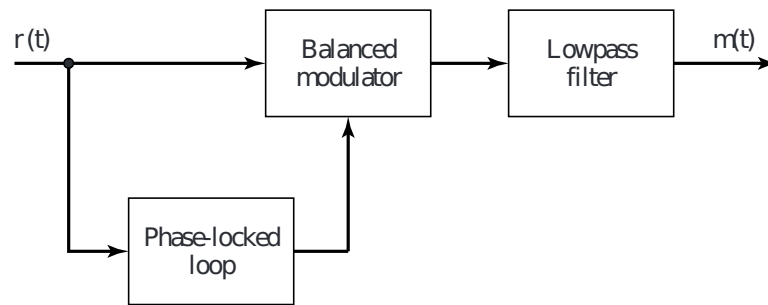 r(t)
Balanced
modulator
Lowpass
filter
m(t)
Phase-locked
loop